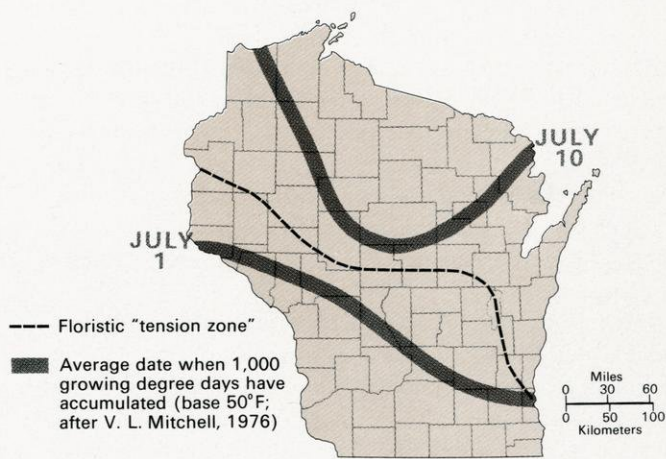 JULY
10
JULY
1
Floristic "tension zone"
Average date when 1,000
growing degree days have
accumulated (base 50°F;
after V. L. Mitchell, 1976)
Miles
0 30 60
0 50 100
Kilometers